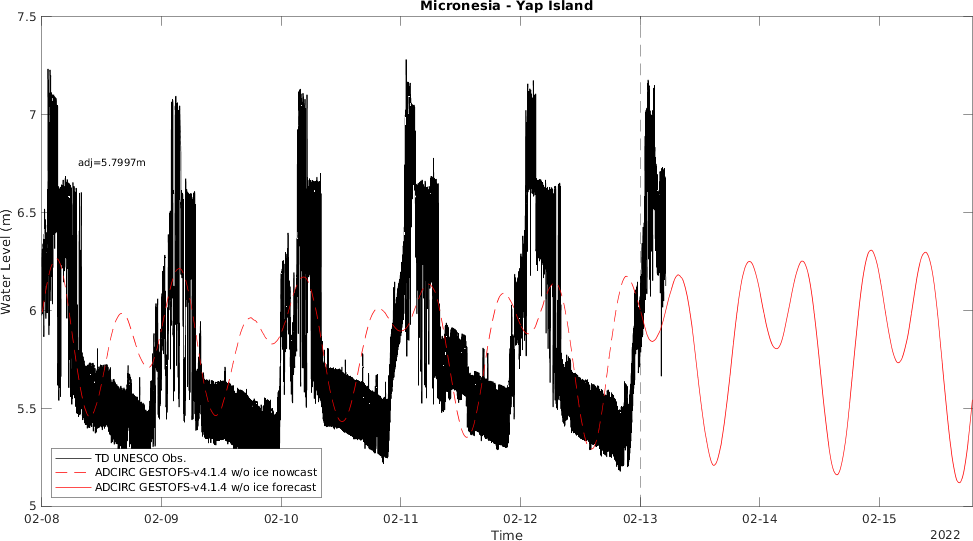 Micronesia - Yap Island
7.5
7
6.5
6
5.5
5
Water Level (m)
adj=5.7997m
TD UNESCO Obs.
ADCIRC GESTOFS-v4.1.4 w/o ice nowcast
ADCIRC GESTOFS-v4.1.4 w/o ice forecast
02-08
02-09
02-10
02-11
02-12
02-13
02-14
02-15
Time
2022